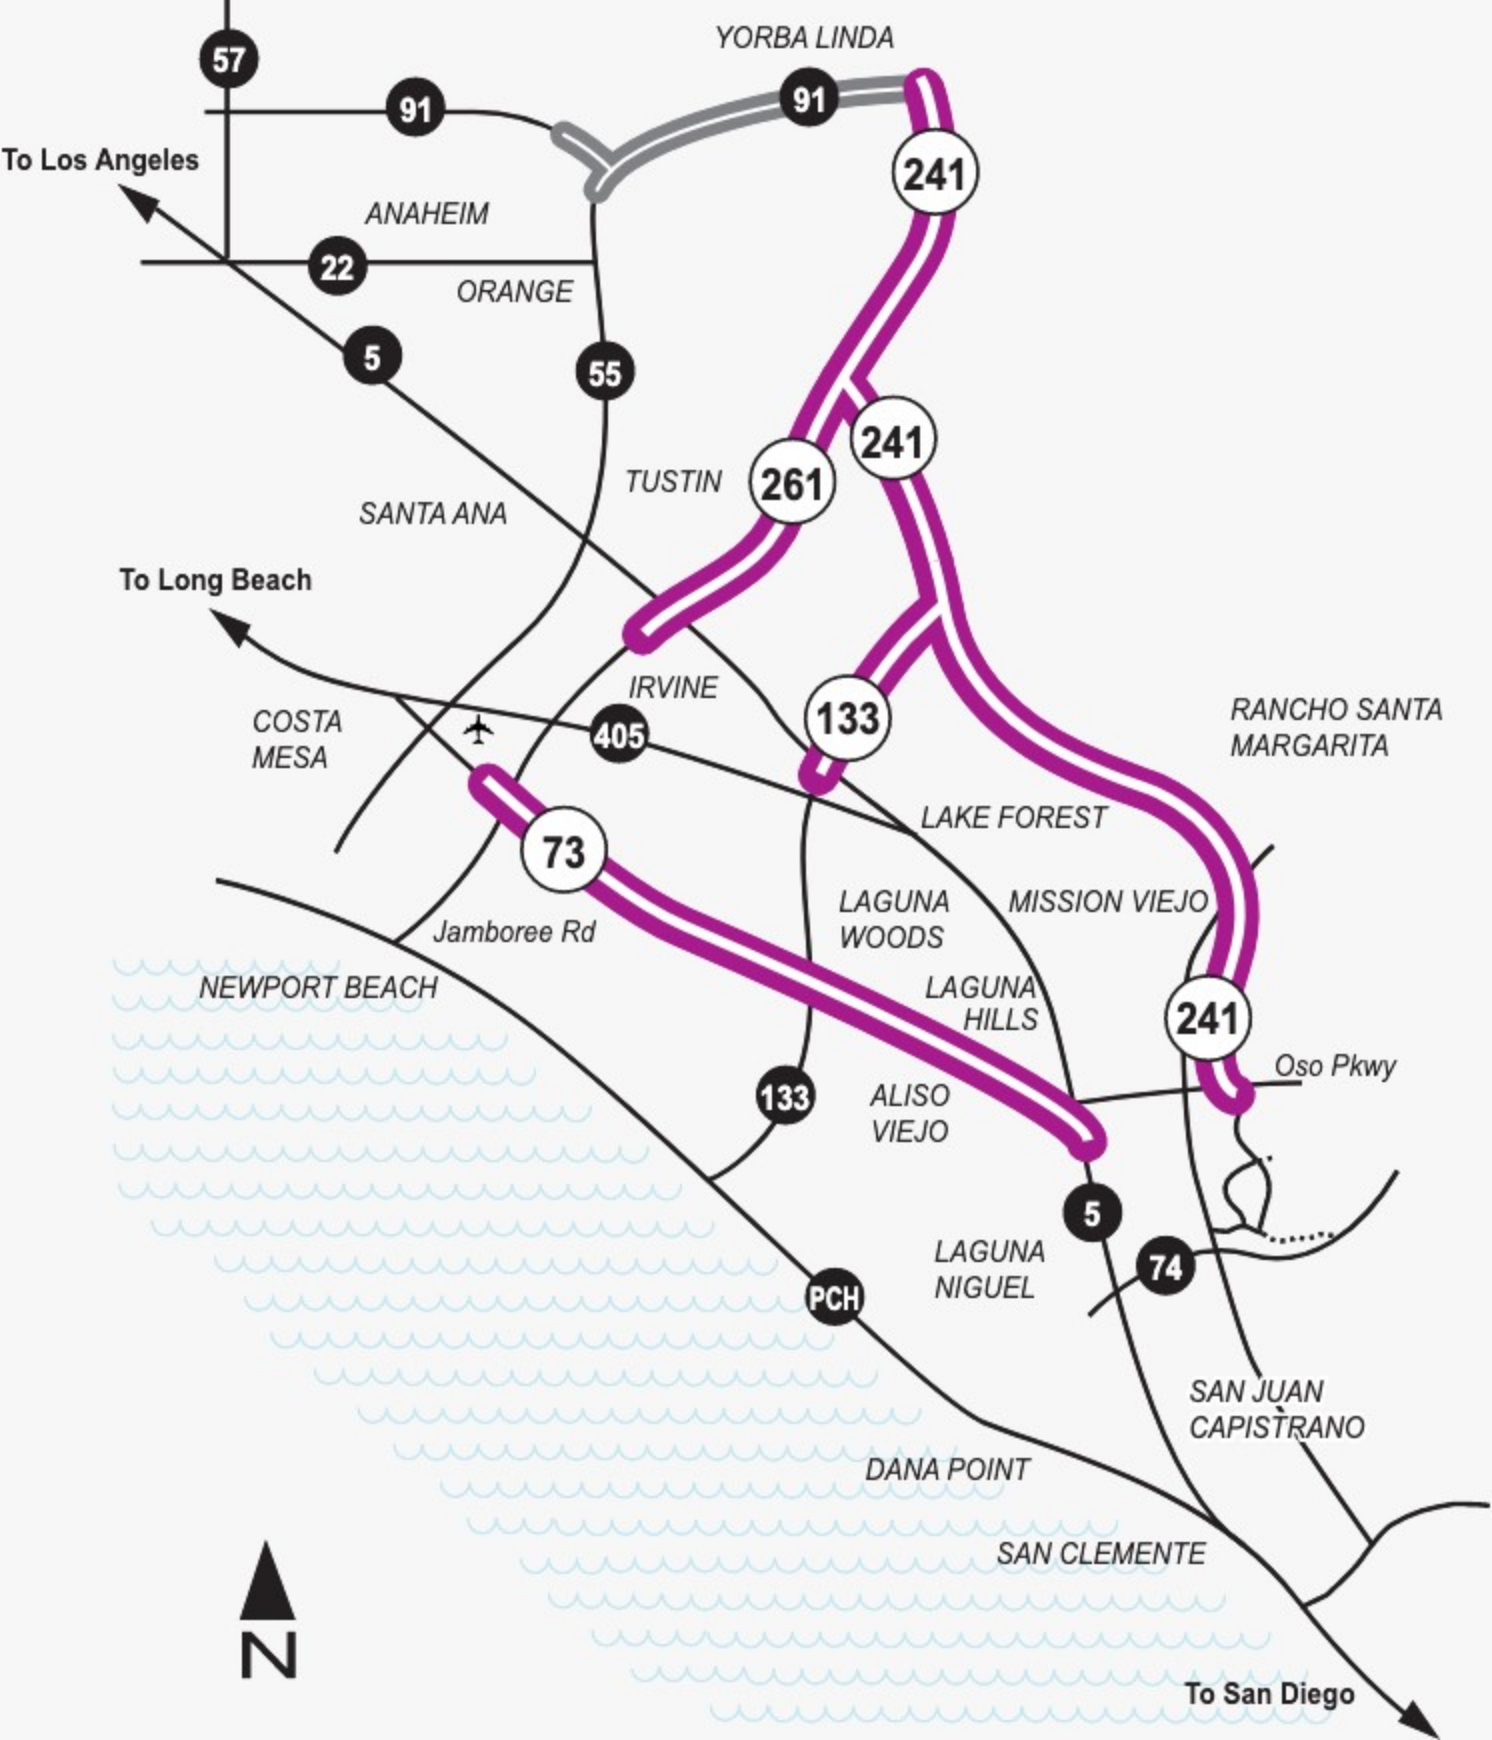 YORBA LINDA
57
91
91
To Los Angeles
241
ANAHEIM
22
ORANGE
5
55
241
TUSTIN
261
SANTA ANA
To Long Beach
IRVINE
133
COSTA
MESA
405
RANCHO SANTA
MARGARITA
LAKE FOREST
73
LAGUNA
WOODS
MISSION VIEJO
Jamboree Rd
NEWPORT BEACH
LAGUNA
HILLS
241
Oso Pkwy
133
ALISO
VIEJO
5
LAGUNA
NIGUEL
74
PCH
SAN JUAN
CAPISTRANO
DANA POINT
SAN CLEMENTE
N
To San Diego